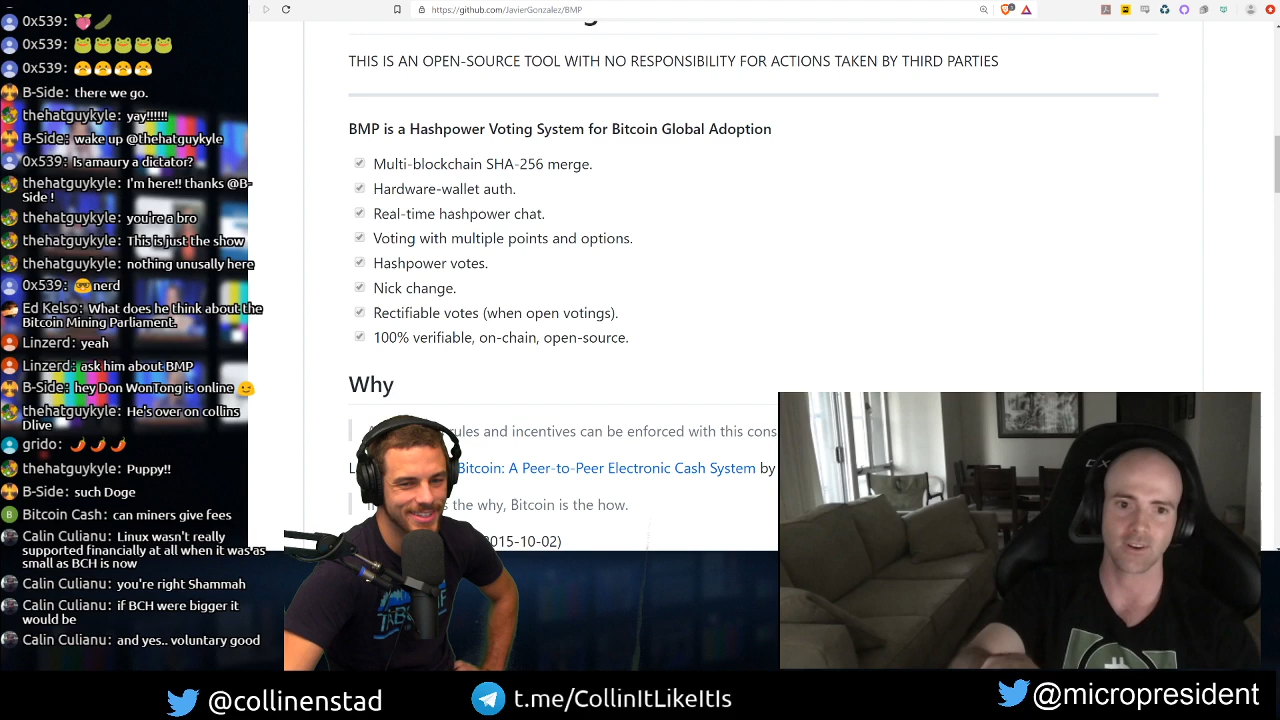 0x539: 🍑🥒
0x539: 🐸🐸🐸🐸🐸
0x539: 😤😤😤😤
B-Side: there we go.
thehatguykyle: yay!!!!!!
B-Side: wake up @thehatguykyle
0x539: Is amaury a dictator?
thehatguykyle: I'm here!! thanks @B-
Side !
thehatguykyle: you're a bro
thehatguykyle: This is just the show
thehatguykyle: nothing unusally here
0x539: 🤓nerd
Ed Kelso: What does he think about the
Bitcoin Mining Parliament.
Linzerd: yeah
Linzerd: ask him about BMP
B-Side: hey Don WonTong is online 😉
thehatguykyle: He's over on collins
Dlive
grido: 🌶🌶🌶
thehatguykyle: Puppy!!
B-Side: such Doge
B Bitcoin Cash: can miners give fees
Calin Culianu: Linux wasn't really
supported financially at all when it was as
small as BCH is now
Calin Culianu: you're right Shammah
Calin Culianu: if BCH were bigger it
would be
Calin Culianu: and yes.. voluntary good
https://github.com/JavierGonzalez/BMP
THIS IS AN OPEN-SOURCE TOOL WITH NO RESPONSIBILITY FOR ACTIONS TAKEN BY THIRD PARTIES
BMP is a Hashpower Voting System for Bitcoin Global Adoption
Multi-blockchain SHA-256 merge.
Hardware-wallet auth.
Real-time hashpower chat.
Voting with multiple points and options.
Hashpower votes.
Nick change.
Rectifiable votes (when open votings).
100% verifiable, on-chain, open-source.
Why
rules and incentives can be enforced with this cons
Bitcoin: A Peer-to-Peer Electronic Cash System by
the why, Bitcoin is the how.
2015-10-02)
@collinenstad
t.me/CollinItLikeItIs
@micropresident